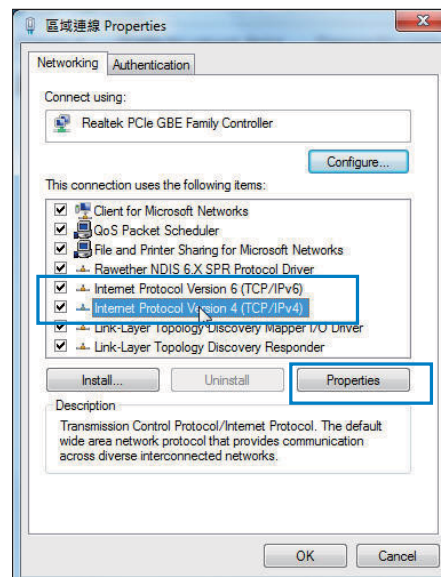 區域連線 Properties
Networking
Authentication
Connect using:
Realtek PCIe GBE Family Controller
Configure...
This connection uses the following items:
Client for Microsoft Networks
QoS Packet Scheduler
File and Printer Sharing for Microsoft Networks
Rawether NDIS 6.X SPR Protocol Driver
Internet Protocol Version 6 (TCP/IPv6)
Internet Protocol Version 4 (TCP/IPv4)
Link-Layer Topology Discovery Mapper I/O Driver
Link-Layer Topology Discovery Responder
Install...
Uninstall
Properties
Description
Transmission Control Protocol/Internet Protocol. The default
wide area network protocol that provides communication
across diverse interconnected networks.
OK
Cancel